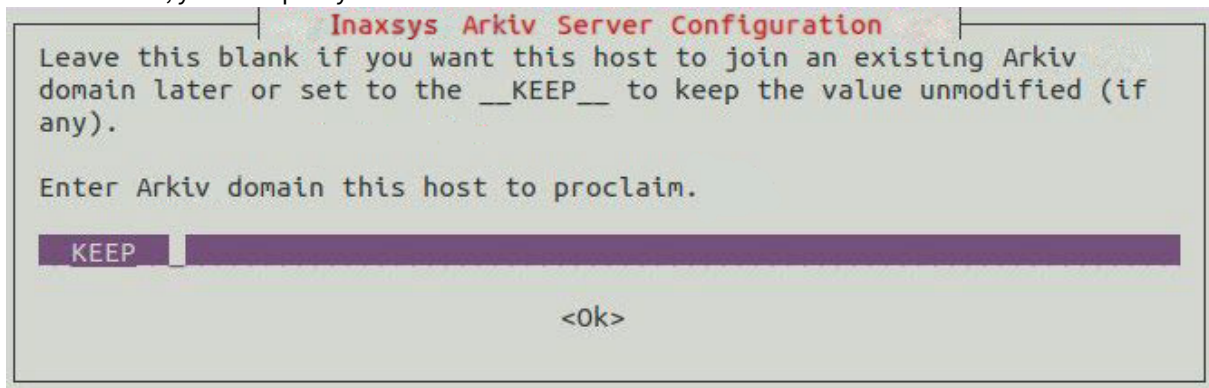 Inaxsys Arkiv Server Configuration
Leave this blank if you want this host to join an existing Arkiv
domain later or set to the __KEEP__ to keep the value unmodified (if
any).
Enter Arkiv domain this host to proclaim.
__KEEP__
<Ok>